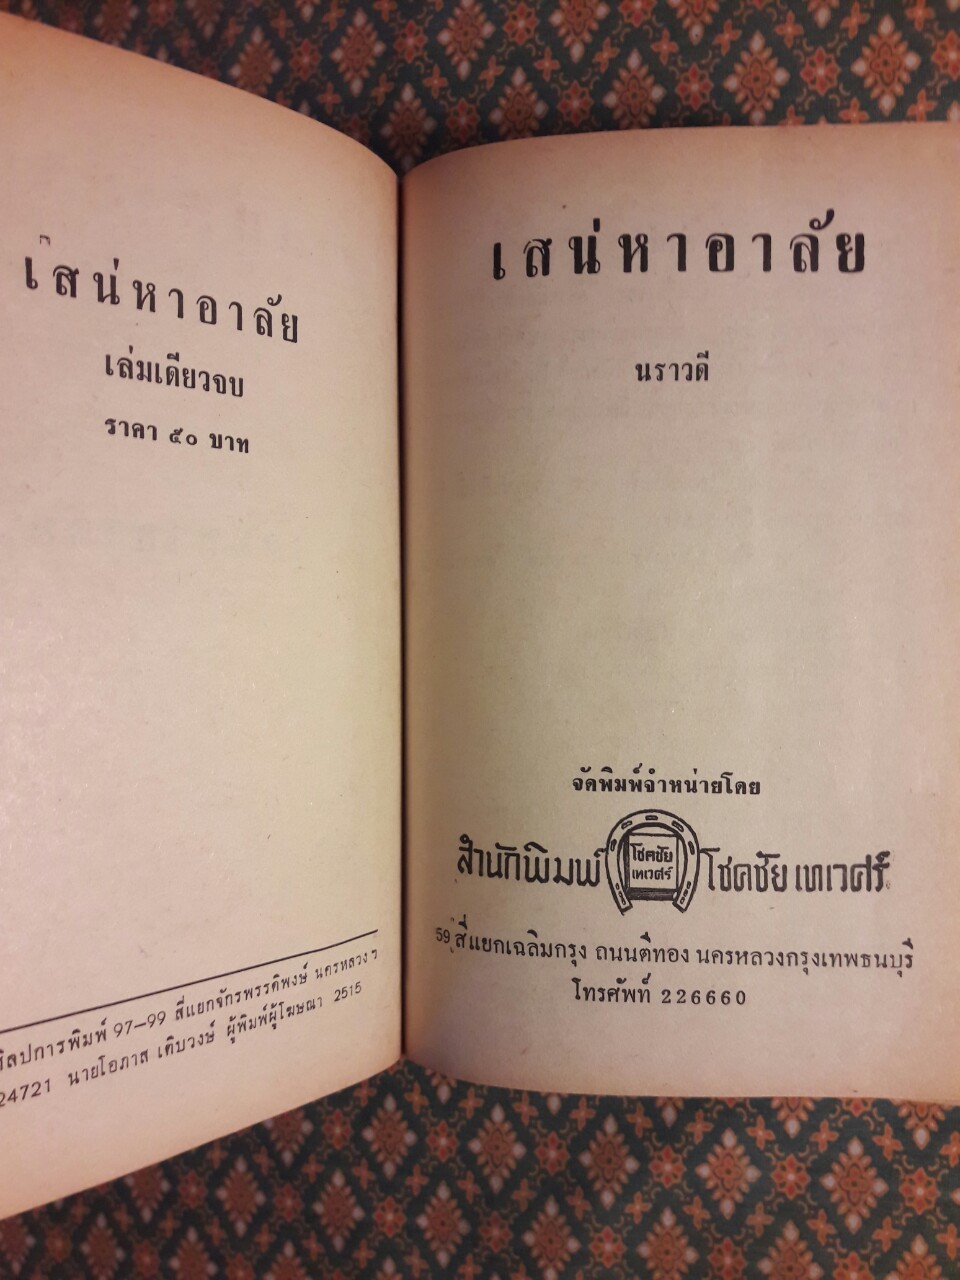 เสน่หาอาลัย
เล่มเดียวจบ
ราคา ๕๐ บาท
ศิลปการพิมพ์ 97–99 สี่แยกจักรพรรดิพงษ์ นครหลวง ฯ
24721 นายโอภาส เติบวงษ์ ผู้พิมพ์ผู้โฆษณา 2515
เสน่หาอาลัย
นราวดี
จัดพิมพ์จำหน่ายโดย
สำนักพิมพ์ โชคชัย เทเวศร์
โชคชัย
เทเวศร์
59 สี่แยกเฉลิมกรุง ถนนตีทอง นครหลวงกรุงเทพธนบุรี
โทรศัพท์ 226660